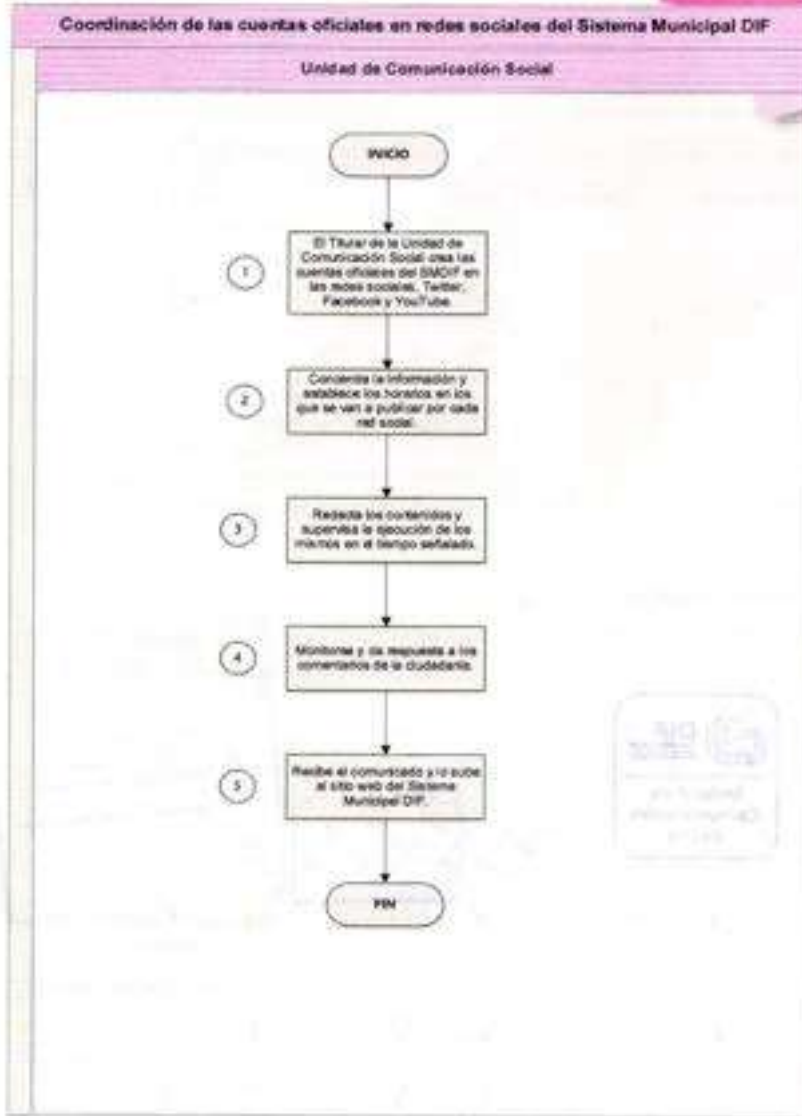 Coordinación de las cuentas oficiales en redes sociales del Sistema Municipal DIF
Unidad de Comunicación Social
INICIO
1
El Titular de la Unidad de
Comunicación Social crea las
cuentas oficiales del SMDIF en
las redes sociales, Twitter,
Facebook y YouTube.
2
Concentra la información y
establece los horarios en los
que se van a publicar por cada
red social.
3
Redacta los contenidos y
supervisa la ejecución de los
mismos en el tiempo señalado.
4
Monitorea y da respuesta a los
comentarios de la ciudadanía.
5
Recibe el comunicado y lo sube
al sitio web del Sistema
Municipal DIF.
FIN